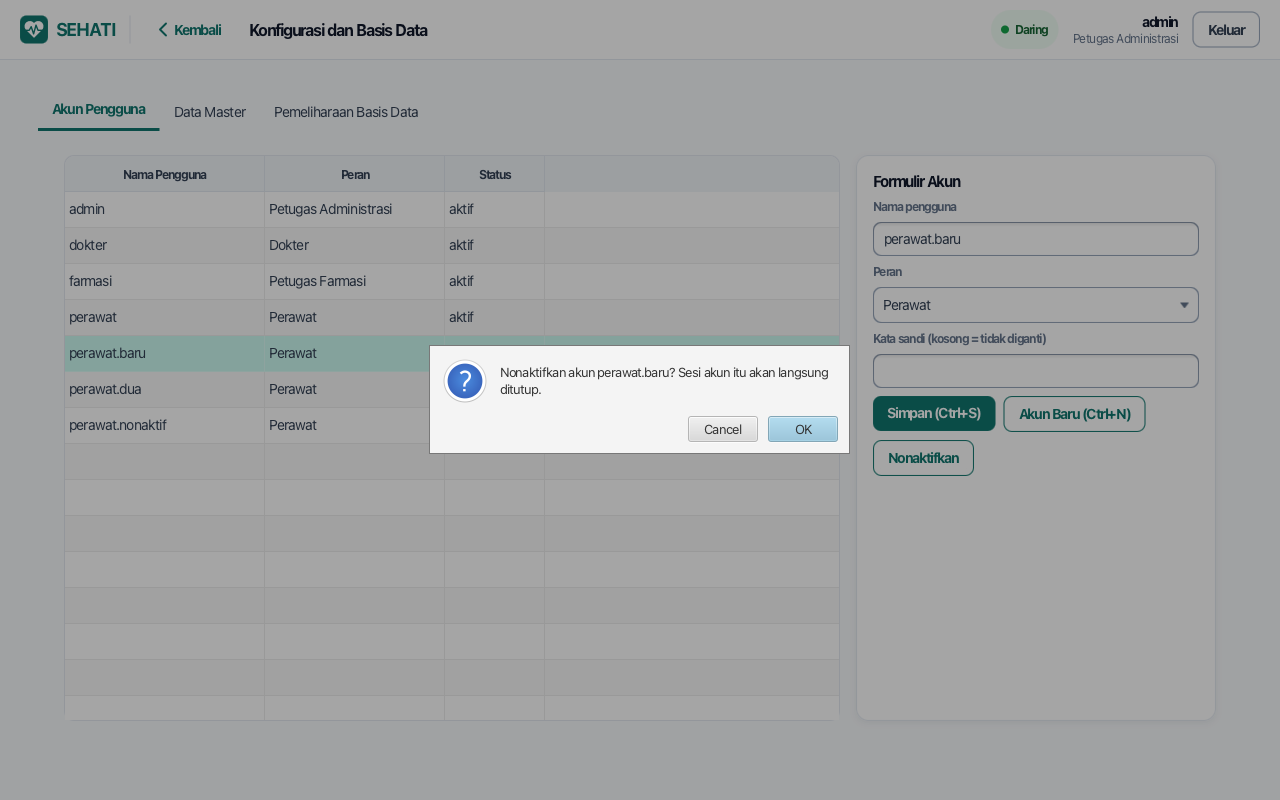 SEHATI
Kembali
Konfigurasi dan Basis Data
Daring
admin
Petugas Administrasi
Keluar
Akun Pengguna
Data Master
Pemeliharaan Basis Data
Nama Pengguna Peran Status
admin Petugas Administrasi aktif
dokter Dokter aktif
farmasi Petugas Farmasi aktif
perawat Perawat aktif
perawat.baru Perawat
perawat.dua Perawat
perawat.nonaktif Perawat
Formulir Akun
Nama pengguna
perawat.baru
Peran
Perawat
Kata sandi (kosong = tidak diganti)
Simpan (Ctrl+S)
Akun Baru (Ctrl+N)
Nonaktifkan
?
Nonaktifkan akun perawat.baru? Sesi akun itu akan langsung
ditutup.
Cancel
OK